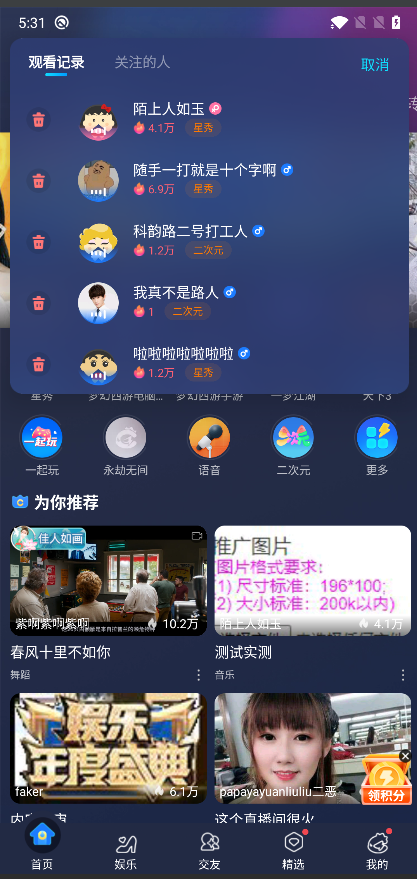 5:31
观看记录
关注的人
取消
陌上人如玉
4.1万
星秀
随手一打就是十个字啊
6.9万
星秀
科韵路二号打工人
1.2万
二次元
我真不是路人
1
二次元
啦啦啦啦啦啦啦
1.2万
星秀
星秀
梦幻西游电脑...
梦幻西游手游
一梦江湖
天下3
一起玩
一起玩
永劫无间
语音
二次元
更多
为你推荐
佳人如画
紫啊紫啊紫啊
10.2万
春风十里不如你
舞蹈
推广图片
图片格式要求:
1) 尺寸标准: 196*100;
2) 大小标准: 200k以内)
陌上人如玉
4.1万
测试实测
音乐
娱乐
年度盛典
faker
6.1万
papayayuanliuliu二恶
领积分
这个直播间很火
首页
娱乐
交友
精选
我的